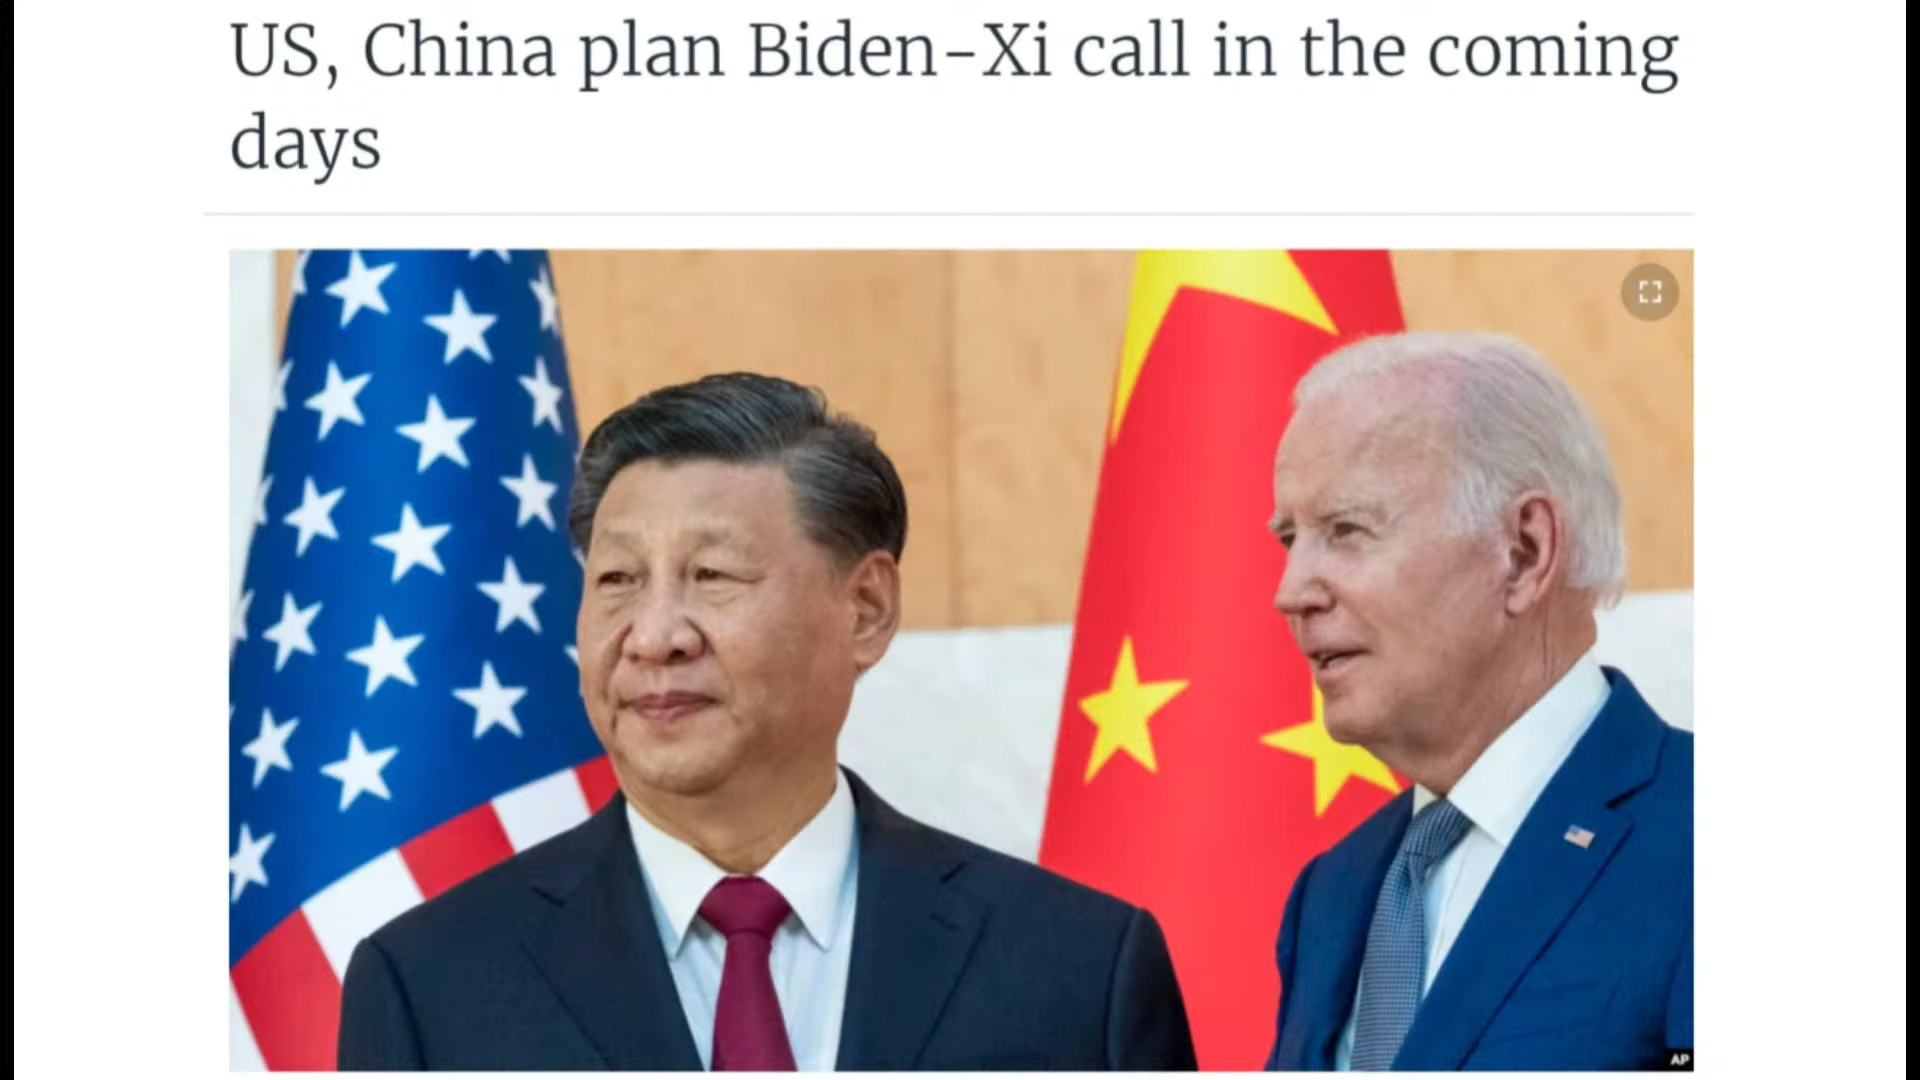 US, China plan Biden-Xi call in the coming
days
AP